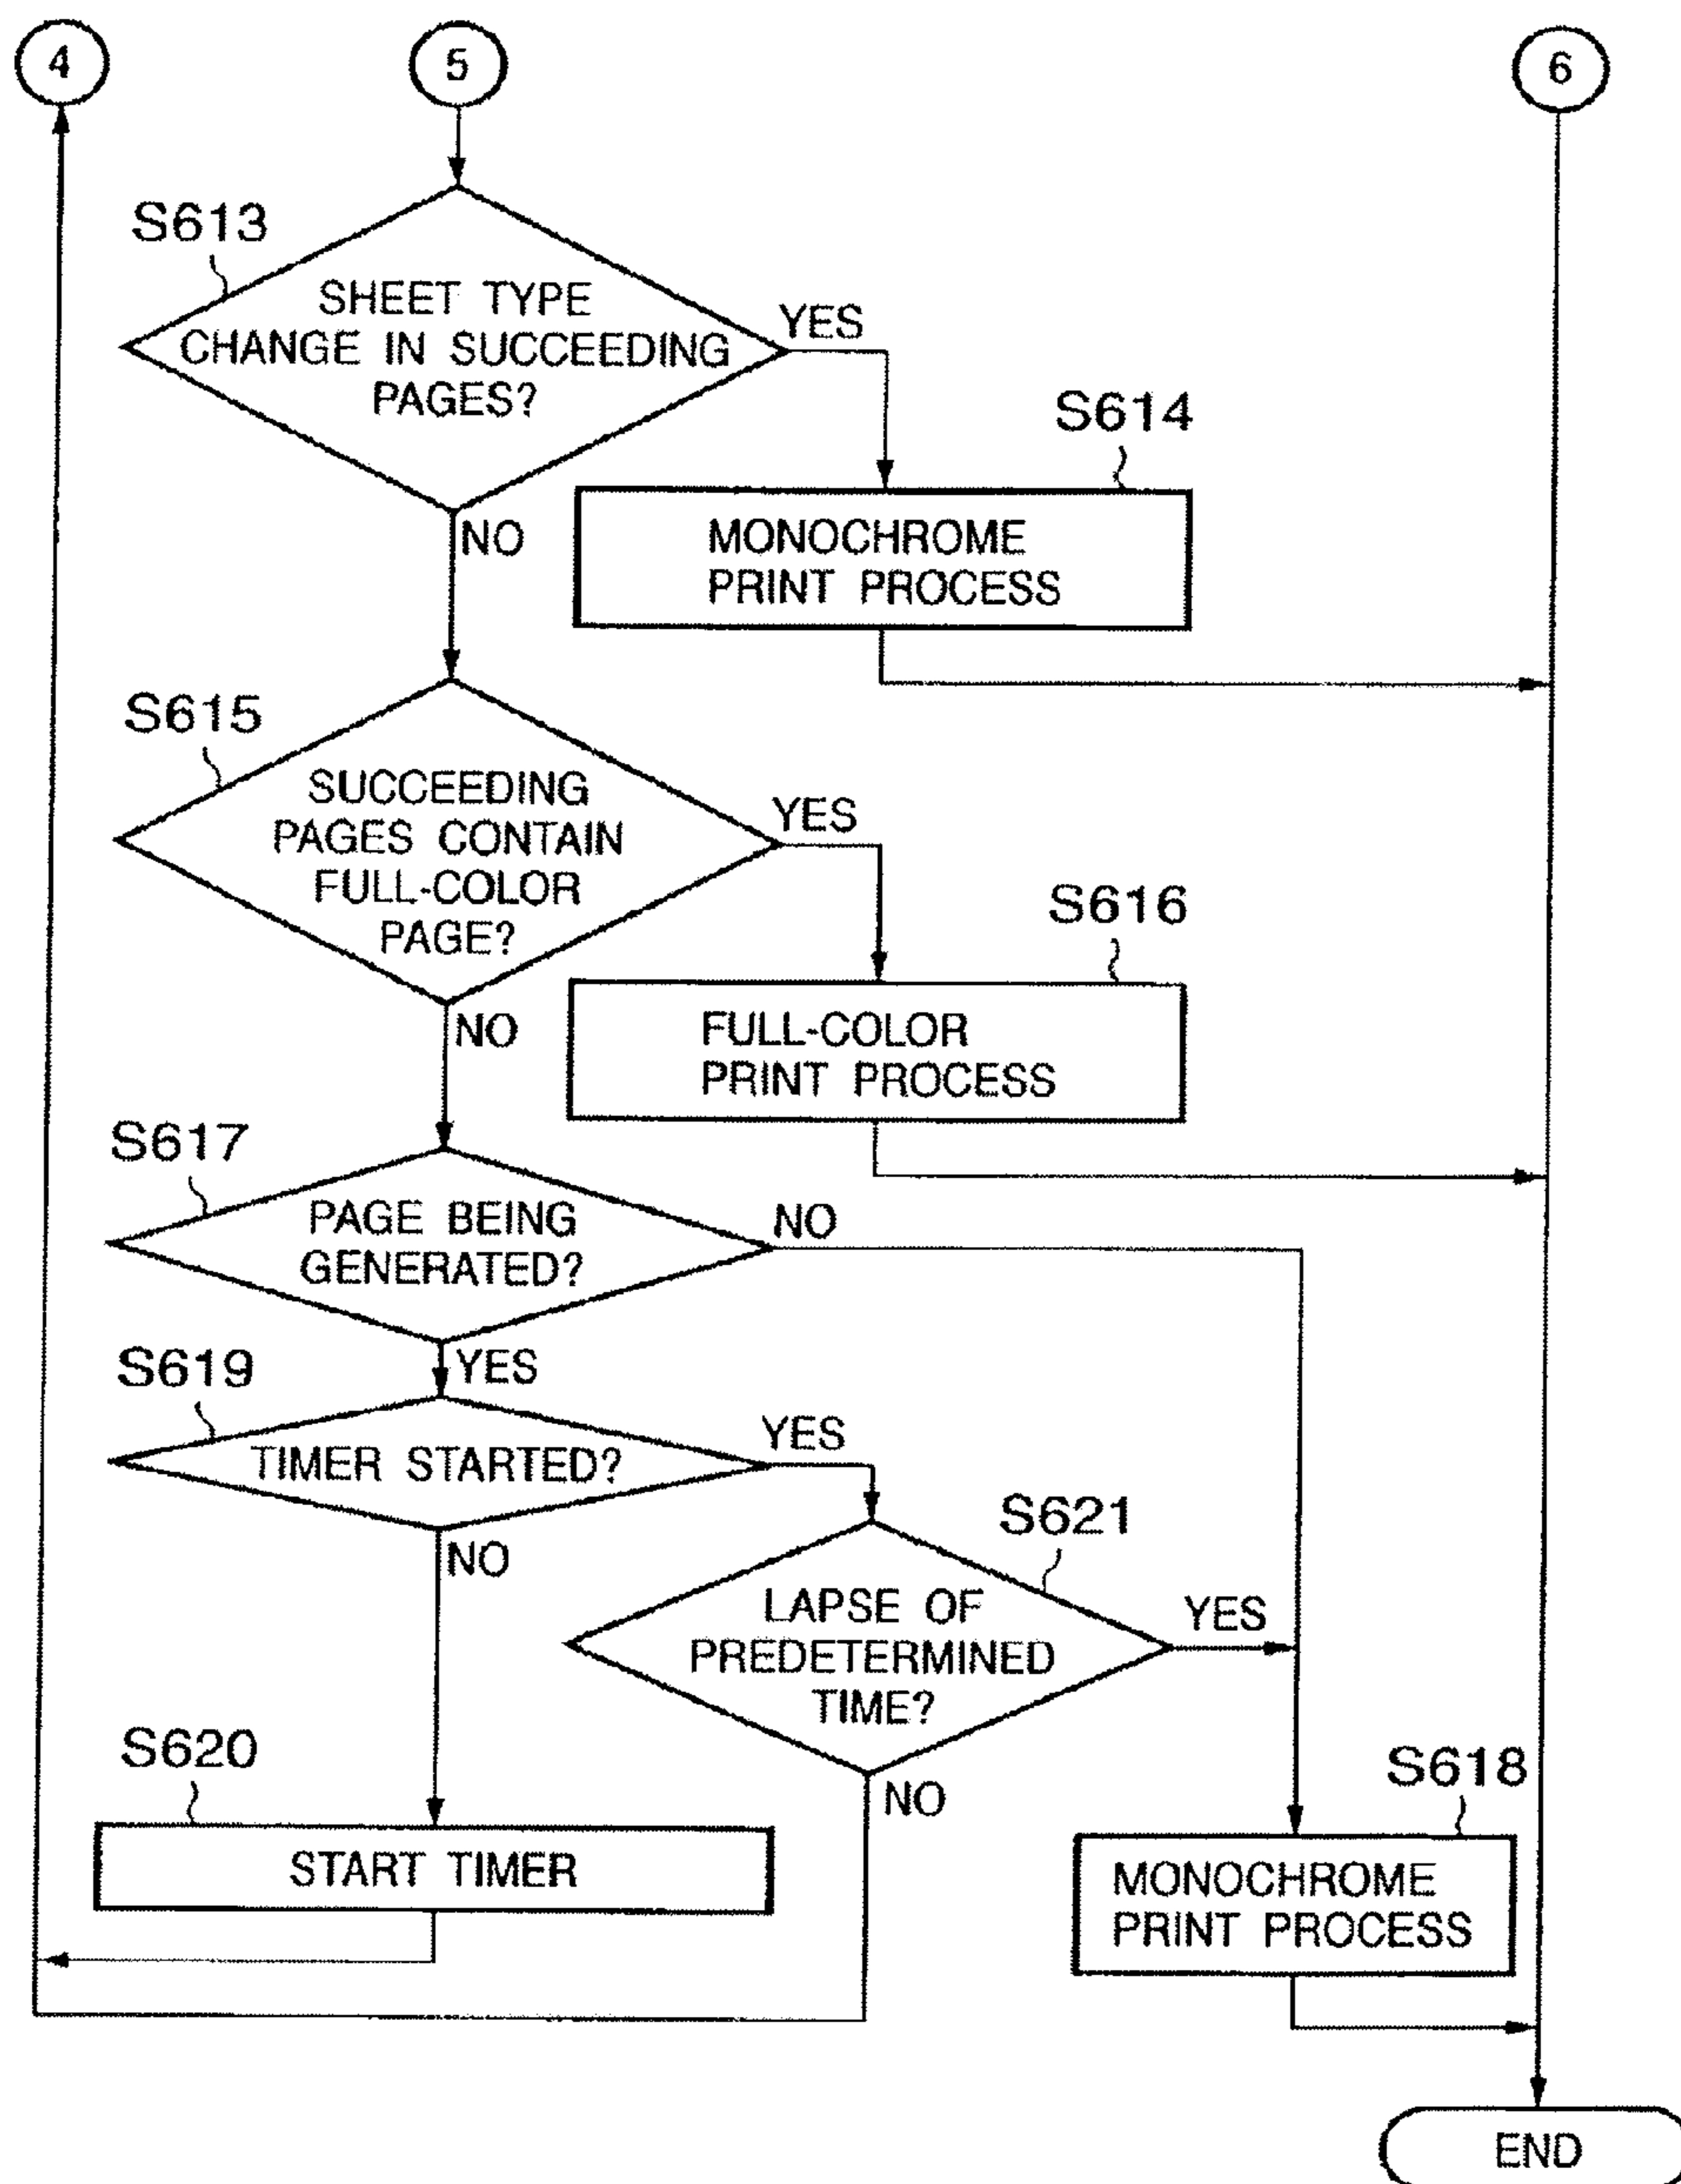 4
5
6
S613
SHEET TYPE
CHANGE IN SUCCEEDING
PAGES?
YES
NO
S614
MONOCHROME
PRINT PROCESS
S615
SUCCEEDING
PAGES CONTAIN
FULL-COLOR
PAGE?
YES
NO
S616
FULL-COLOR
PRINT PROCESS
S617
PAGE BEING
GENERATED?
NO
YES
S619
TIMER STARTED?
YES
NO
S621
LAPSE OF
PREDETERMINED
TIME?
YES
NO
S620
START TIMER
S618
MONOCHROME
PRINT PROCESS
END